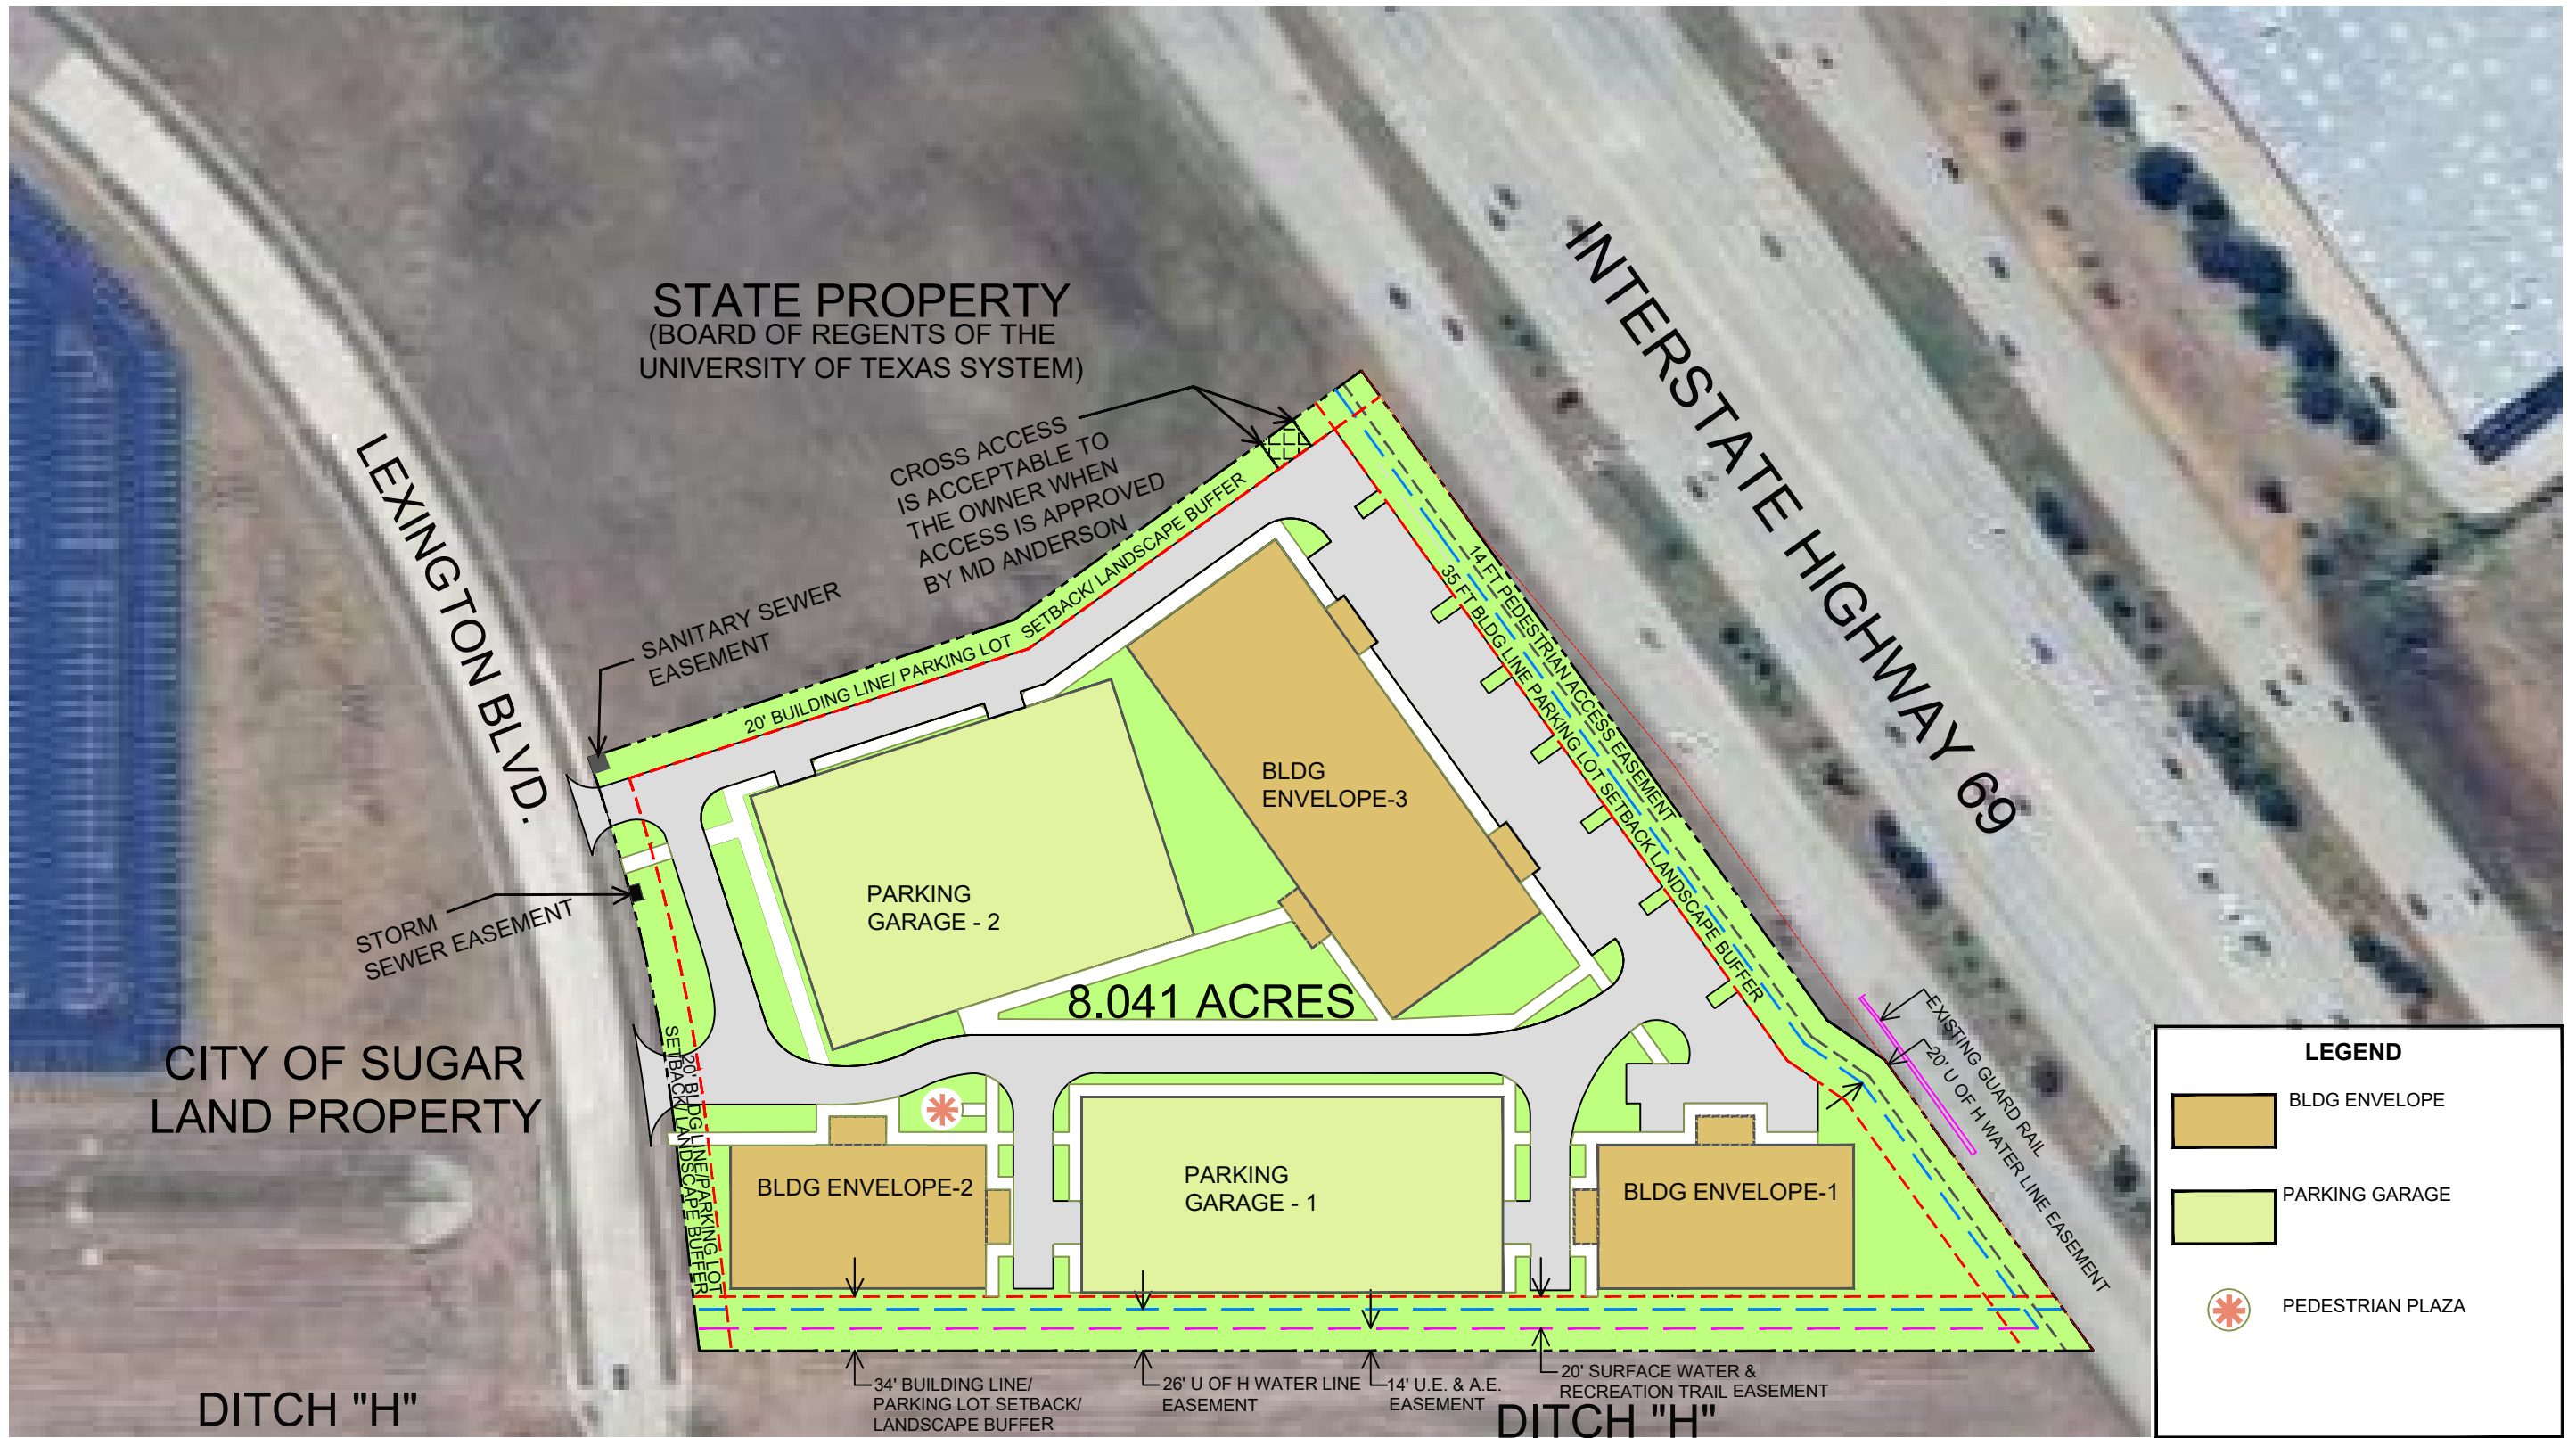 STATE PROPERTY
(BOARD OF REGENTS OF THE
UNIVERSITY OF TEXAS SYSTEM)
INTERSTATE HIGHWAY 69
LEXINGTON BLVD.
CROSS ACCESS
IS ACCEPTABLE TO
THE OWNER WHEN
ACCESS IS APPROVED
BY MD ANDERSON
SANITARY SEWER
EASEMENT
20' BUILDING LINE/ PARKING LOT SETBACK/ LANDSCAPE BUFFER
14 FT PEDESTRIAN ACCESS EASEMENT
35 FT BLDG LINE PARKING LOT SETBACK LANDSCAPE BUFFER
BLDG
ENVELOPE-3
PARKING
GARAGE - 2
STORM
SEWER EASEMENT
8.041 ACRES
CITY OF SUGAR
LAND PROPERTY
20' BLDG LINE/PARKING LOT
SETBACK/ LANDSCAPE BUFFER
EXISTING GUARD RAIL
20' U OF H WATER LINE EASEMENT
BLDG ENVELOPE-2
PARKING
GARAGE - 1
BLDG ENVELOPE-1
34' BUILDING LINE/
PARKING LOT SETBACK/
LANDSCAPE BUFFER
26' U OF H WATER LINE
EASEMENT
14' U.E. & A.E.
EASEMENT
20' SURFACE WATER &
RECREATION TRAIL EASEMENT
DITCH "H"
DITCH "H"
LEGEND
BLDG ENVELOPE
PARKING GARAGE
PEDESTRIAN PLAZA